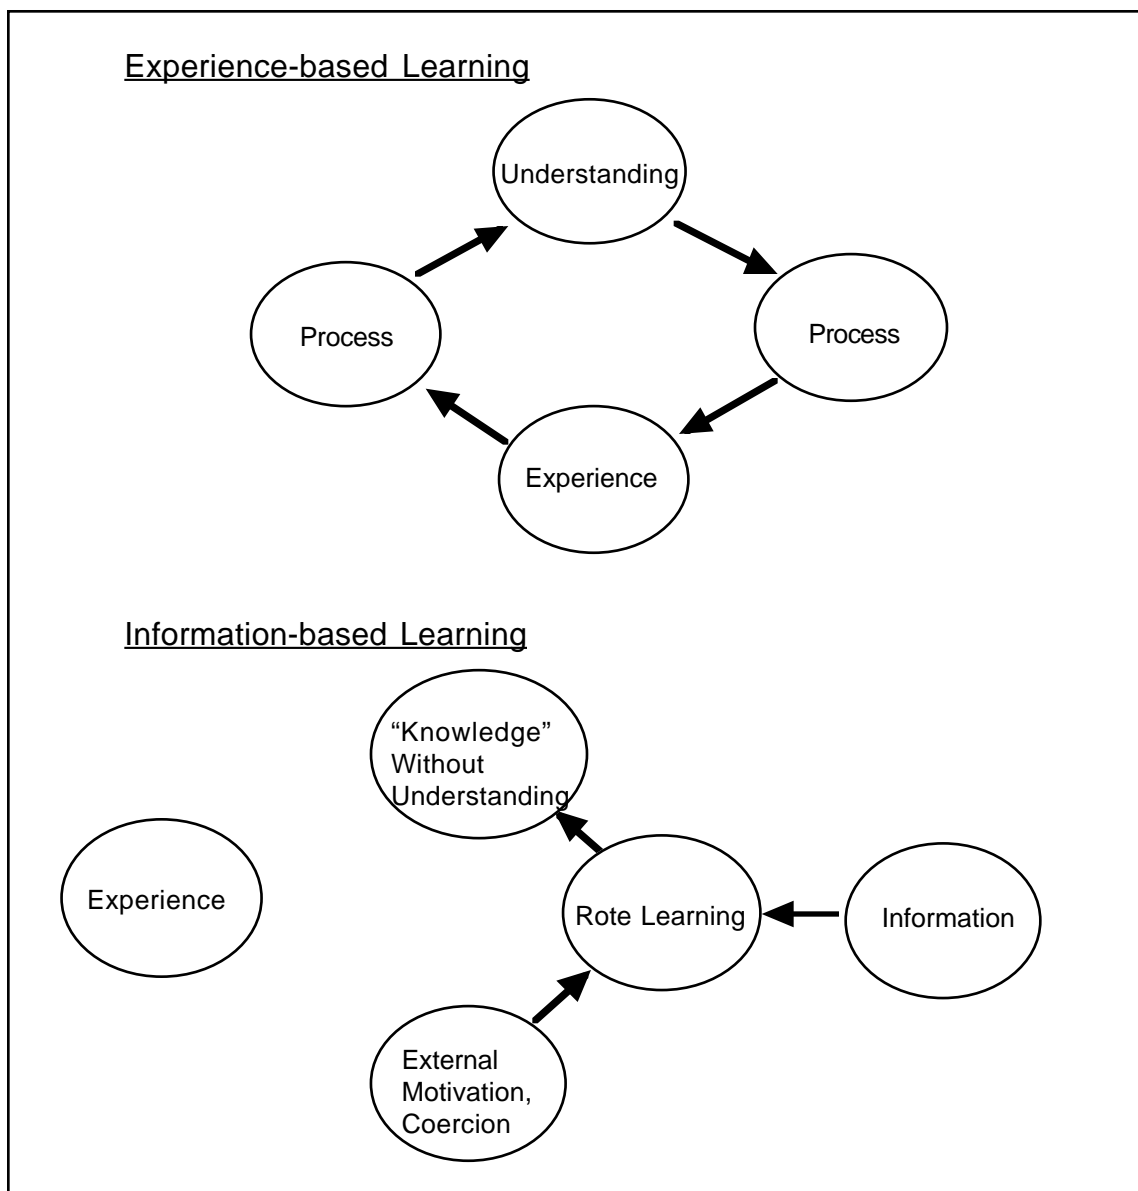 Experience-based Learning
Understanding
Process
Process
Experience
Information-based Learning
“Knowledge”
Without
Understanding
Experience
Rote Learning
Information
External
Motivation,
Coercion